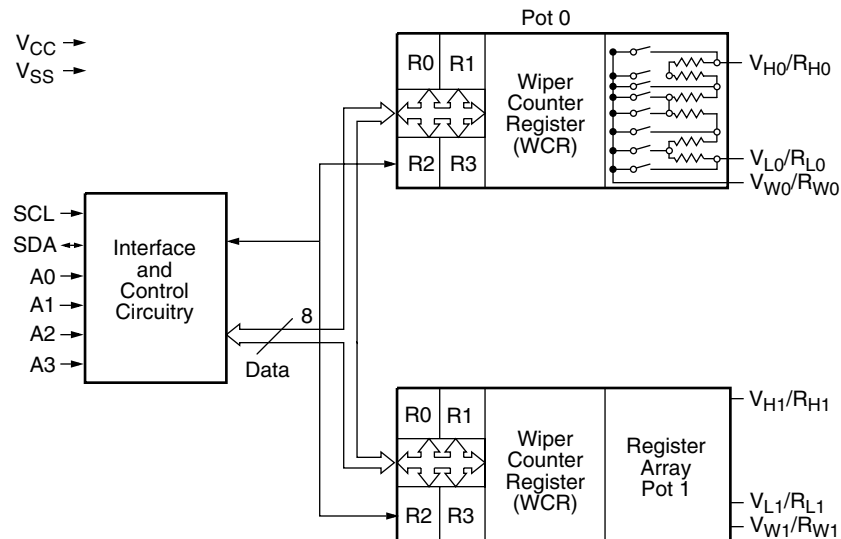 Pot 0
VCC
VSS
R0 R1
R2 R3
Wiper
Counter
Register
(WCR)
VH0/RH0
VL0/RL0
VW0/RW0
SCL
SDA
A0
A1
A2
A3
Interface
and
Control
Circuitry
8
Data
R0 R1
R2 R3
Wiper
Counter
Register
(WCR)
Register
Array
Pot 1
VH1/RH1
VL1/RL1
VW1/RW1